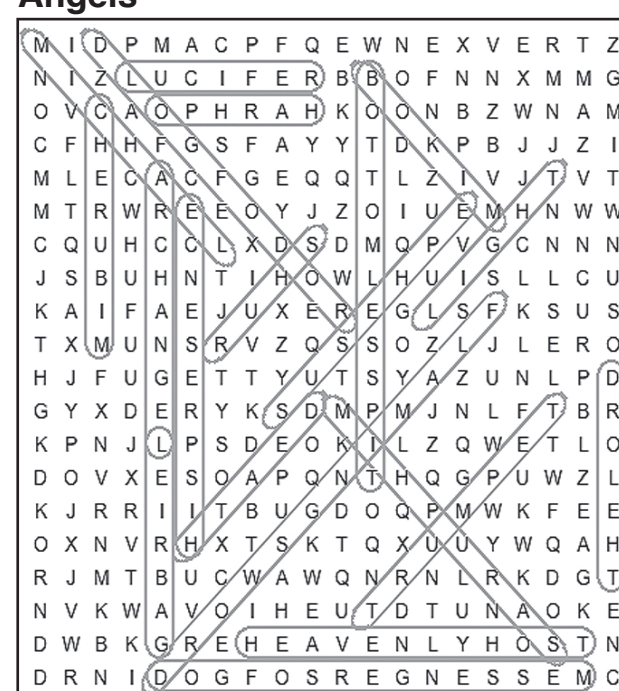 Angels
M I D P M A C P F Q E W N E X V E R T Z
N I Z L U C I F E R B B O F N N X M M G
O V C A O P H R A H K O O N B Z W N A M
C F H H F G S F A Y Y T D K P B J J Z I
M L E C A C F G E Q Q T L Z I V J T V T
M T R W R E E O Y J Z O I U E M H N W W
C Q U H C C L X D S D M Q P V G C N N N
J S B U H N T I H O W L H U I S L L C U
K A I F A E J U X E R E G L S F K S U S
T X M U N S R V Z Q S S O Z L J L E R O
H J F U G E T T Y U T S Y A Z U N L P D
G Y X D E R Y K S D M P M J N L F T B R
K P N J L P S D E O K I L Z Q W E T L O
D O V X E S O A P Q N T H Q G P U W Z L
K J R R I I T B U G D O Q P M W K F E E
O X N V R H X T S K T Q X U U Y W Q A H
R J M T B U C W A W Q N R N L R K D G T
N V K W A V O I H E U T D T U N A O K E
D W B K G R E H E A V E N L Y H O S T N
D R N I D O G F O S R E G N E S S E M C